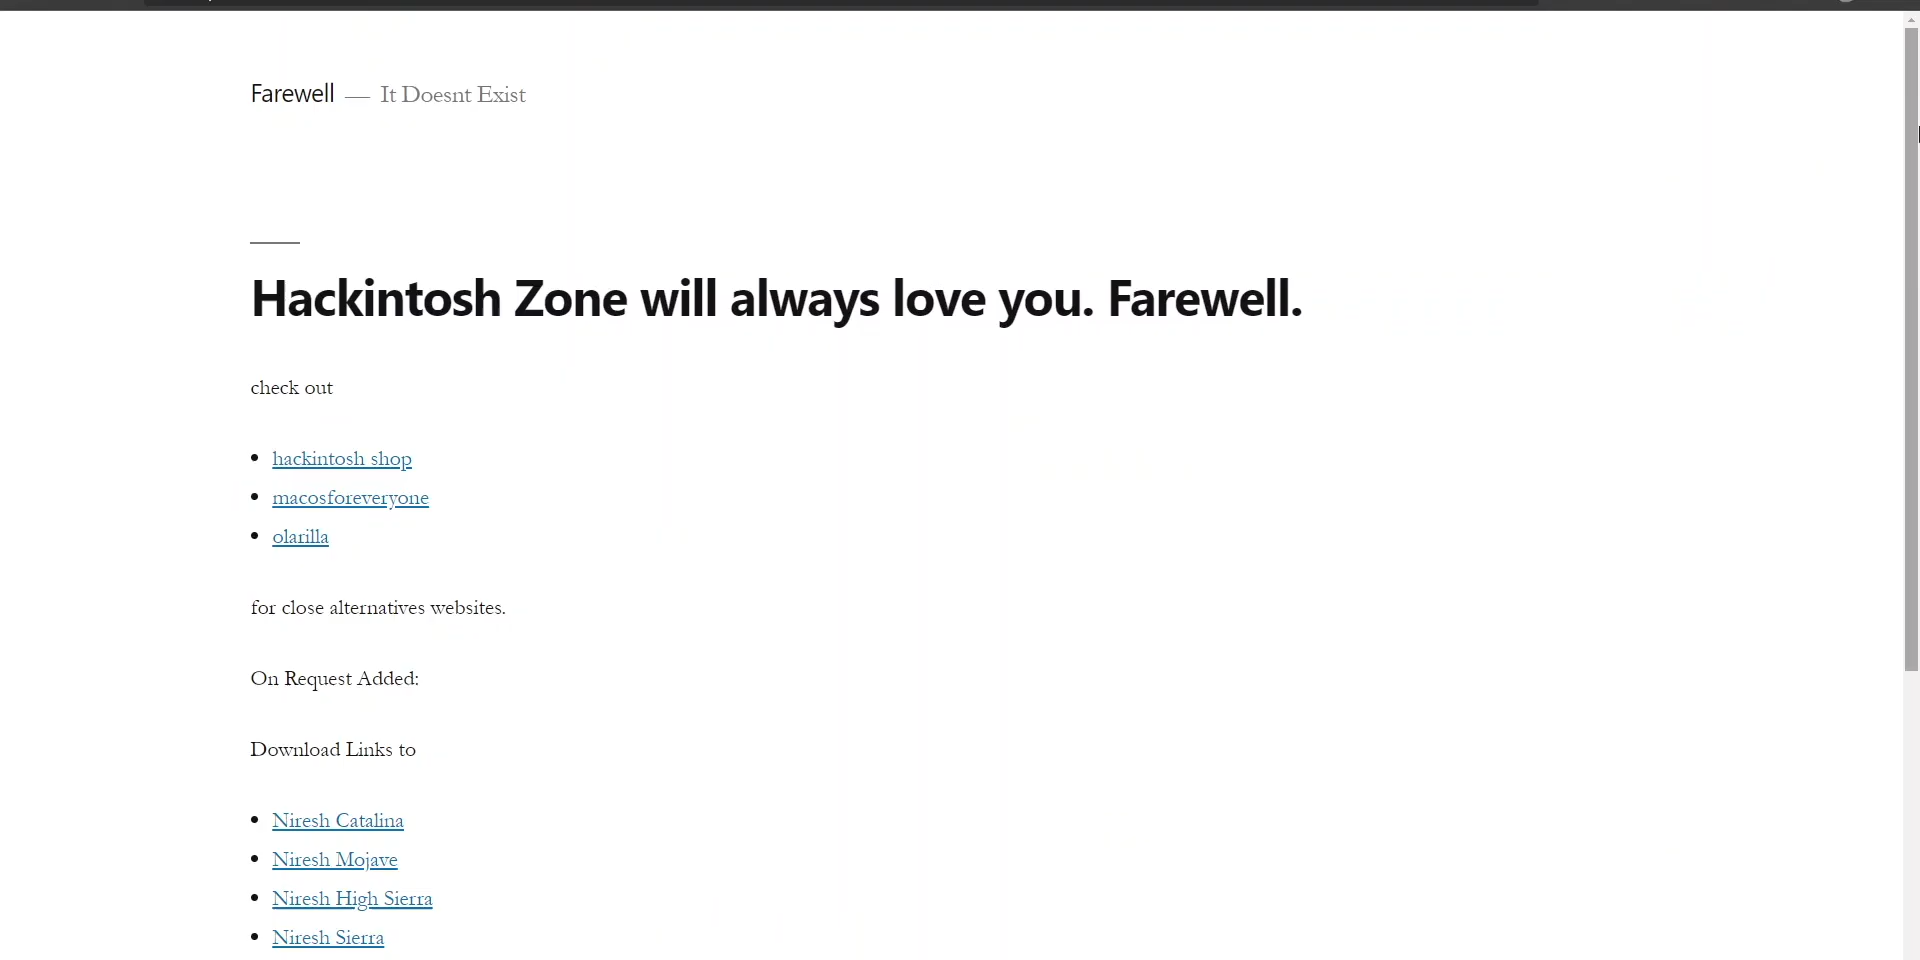 Farewell — It Doesnt Exist
Hackintosh Zone will always love you. Farewell.
check out
• hackintosh shop
• macosforeveryone
• olarilla
for close alternatives websites.
On Request Added:
Download Links to
• Niresh Catalina
• Niresh Mojave
• Niresh High Sierra
• Niresh Sierra